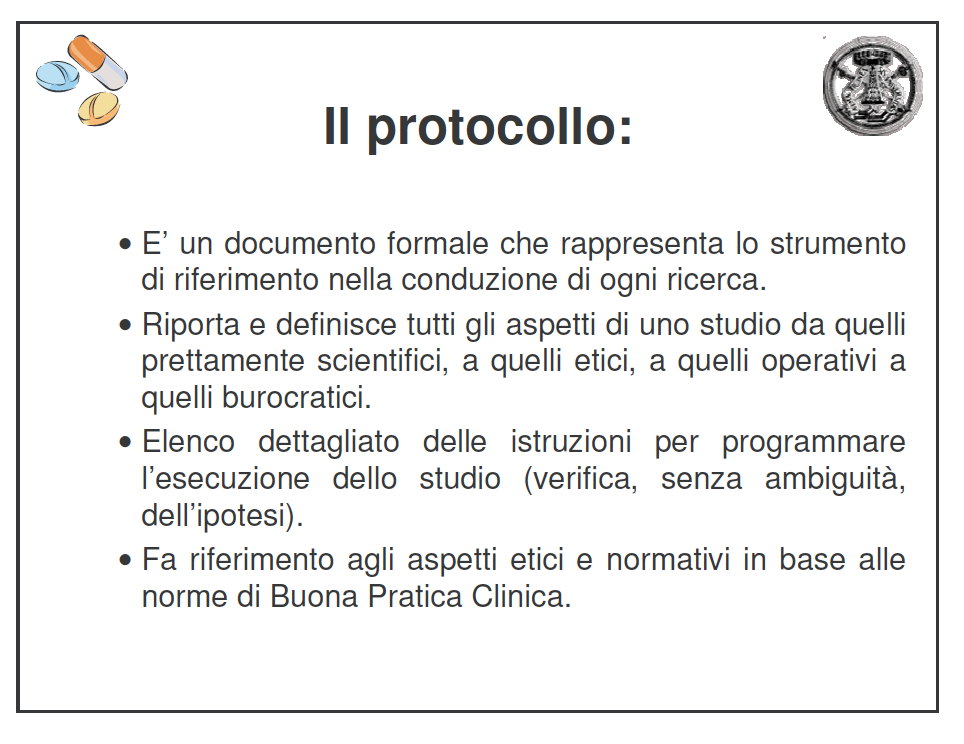 Il protocollo:
• E' un documento formale che rappresenta lo strumento
di riferimento nella conduzione di ogni ricerca.
• Riporta e definisce tutti gli aspetti di uno studio da quelli
prettamente scientifici, a quelli etici, a quelli operativi a
quelli burocratici.
• Elenco dettagliato delle istruzioni per programmare
l'esecuzione dello studio (verifica, senza ambiguità,
dell'ipotesi).
• Fa riferimento agli aspetti etici e normativi in base alle
norme di Buona Pratica Clinica.